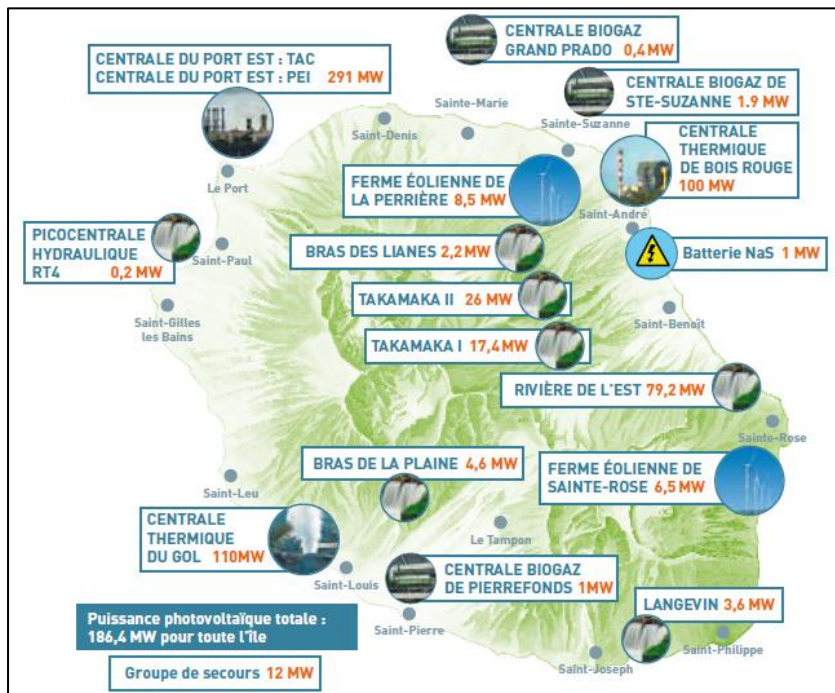 CENTRALE BIOGAZ
GRAND PRADO
0,4 MW
CENTRALE DU PORT EST : TAC
CENTRALE DU PORT EST : PEI 291 MW
CENTRALE BIOGAZ DE
STE-SUZANNE 1.9 MW
Sainte-Marie
Sainte-Suzanne
Saint-Denis
CENTRALE
THERMIQUE
DE BOIS ROUGE
100 MW
Le Port
FERME ÉOLIENNE DE
LA PERRIÈRE 8,5 MW
Saint-André
PICOCENTRALE
HYDRAULIQUE
RT4 0,2 MW
Saint-Paul
BRAS DES LIANES 2,2 MW
Batterie NaS 1 MW
TAKAMAKA II 26 MW
Saint-Gilles
les Bains
Saint-Benoît
TAKAMAKA I 17,4 MW
RIVIÈRE DE L'EST 79,2 MW
Sainte-Rose
BRAS DE LA PLAINE 4,6 MW
FERME ÉOLIENNE DE
SAINTE-ROSE 6,5 MW
Saint-Leu
CENTRALE
THERMIQUE
DU GOL 110 MW
Le Tampon
Saint-Louis
CENTRALE BIOGAZ
DE PIERREFONDS 1 MW
LANGEVIN 3,6 MW
Puissance photovoltaïque totale :
186,4 MW pour toute l'île
Saint-Pierre
Saint-Philippe
Saint-Joseph
Groupe de secours 12 MW